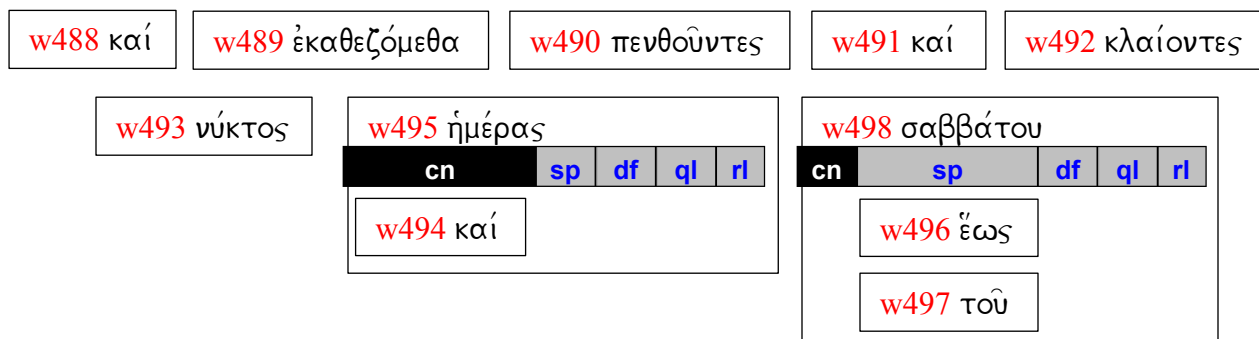 w488 καί w489 ἐκαθεζόμεθα w490 πενθοῦντες w491 καί w492 κλαίοντες
w493 νύκτος w495 ἡμέρας w498 σαββάτου
cn sp df ql rl cn sp df ql rl
w494 καί w496 ἕως
w497 τοῦ